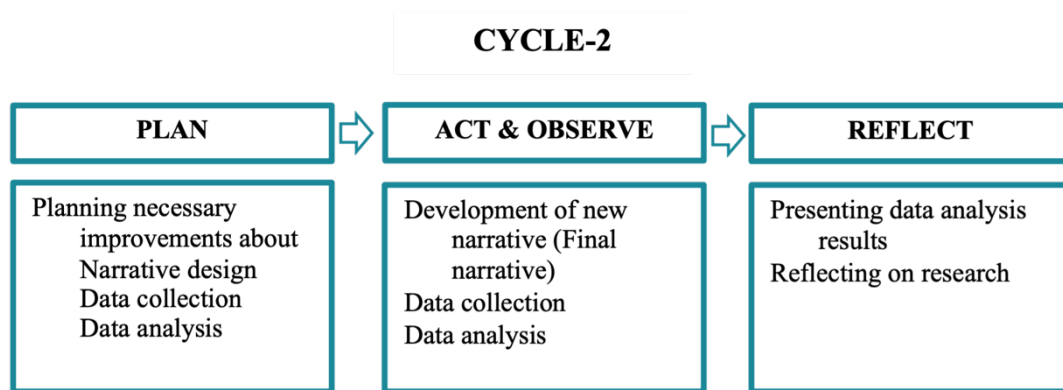 CYCLE-2
PLAN
ACT & OBSERVE
REFLECT
Planning necessary
improvements about
Narrative design
Data collection
Data analysis
Development of new
narrative (Final
narrative)
Data collection
Data analysis
Presenting data analysis
results
Reflecting on research